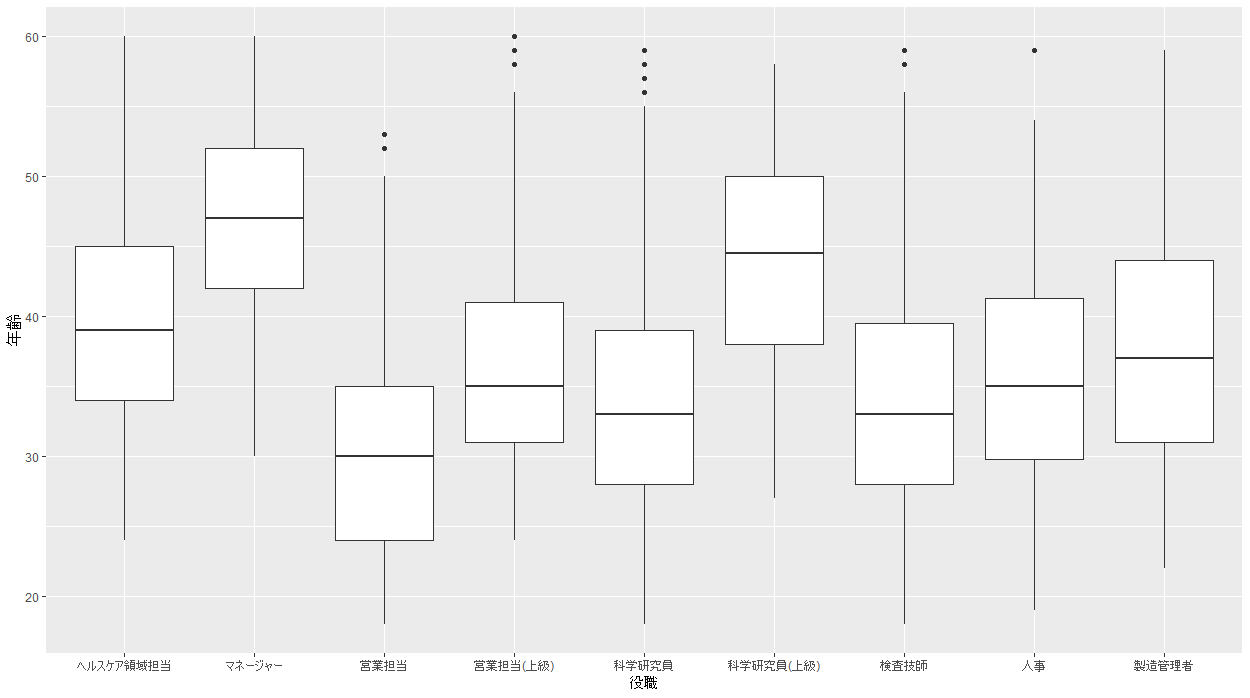 60
50
40
30
20
年齢
ヘルスケア領域担当
マネージャー
営業担当
営業担当(上級)
科学研究員
科学研究員(上級)
検査技師
人事
製造管理者
役職